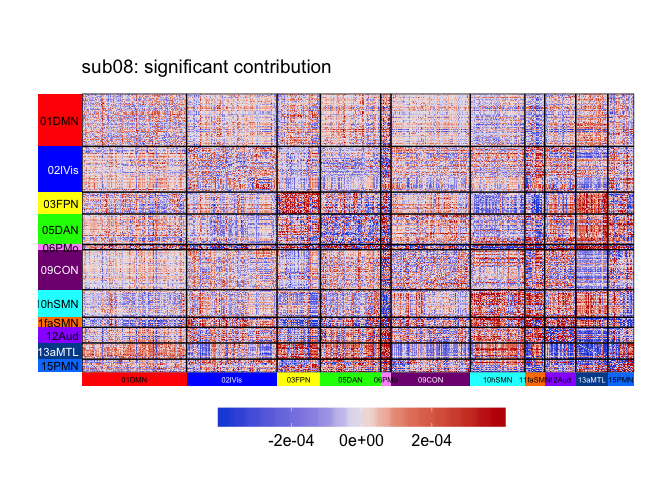 sub08: significant contribution
01DMN
02lVis
03FPN
05DAN
06PMo
09CON
10hSMN
11faSMN
12Aud
13aMTL
15PMN
01DMN
02lVis
03FPN
05DAN
06PMo
09CON
10hSMN
11faSMN
12Aud
13aMTL
15PMN
-2e-04 0e+00 2e-04